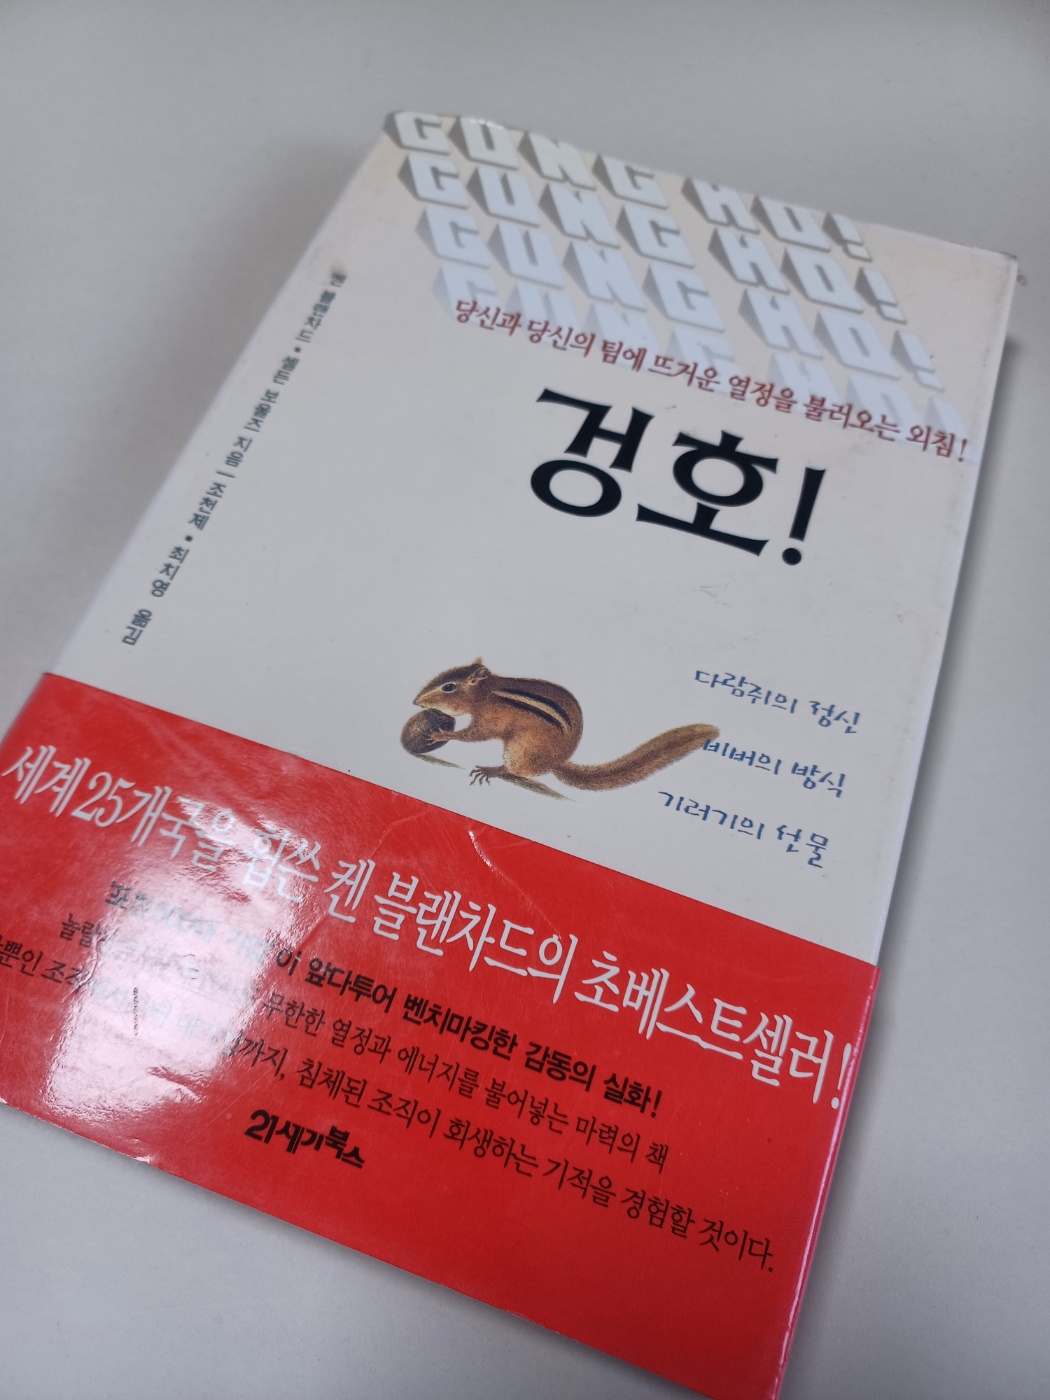 GUNG HO!
GUNG HO!
GUNG HO!
GUNG HO!
당신과 당신의 팀에 뜨거운 열정을 불러오는 외침!
경호!
켄 블랜차드 • 셀든 보울즈 지음 | 조천제 • 최치영 옮김
다람쥐의 정신
비버의 방식
기러기의 선물
세계 25개국을 휩쓴 켄 블랜차드의 초베스트셀러!
앞다투어 벤치마킹한 감동의 실화!
무한한 열정과 에너지를 불어넣는 마력의 책
침체된 조직이 회생하는 기적을 경험할 것이다.
21세기북스